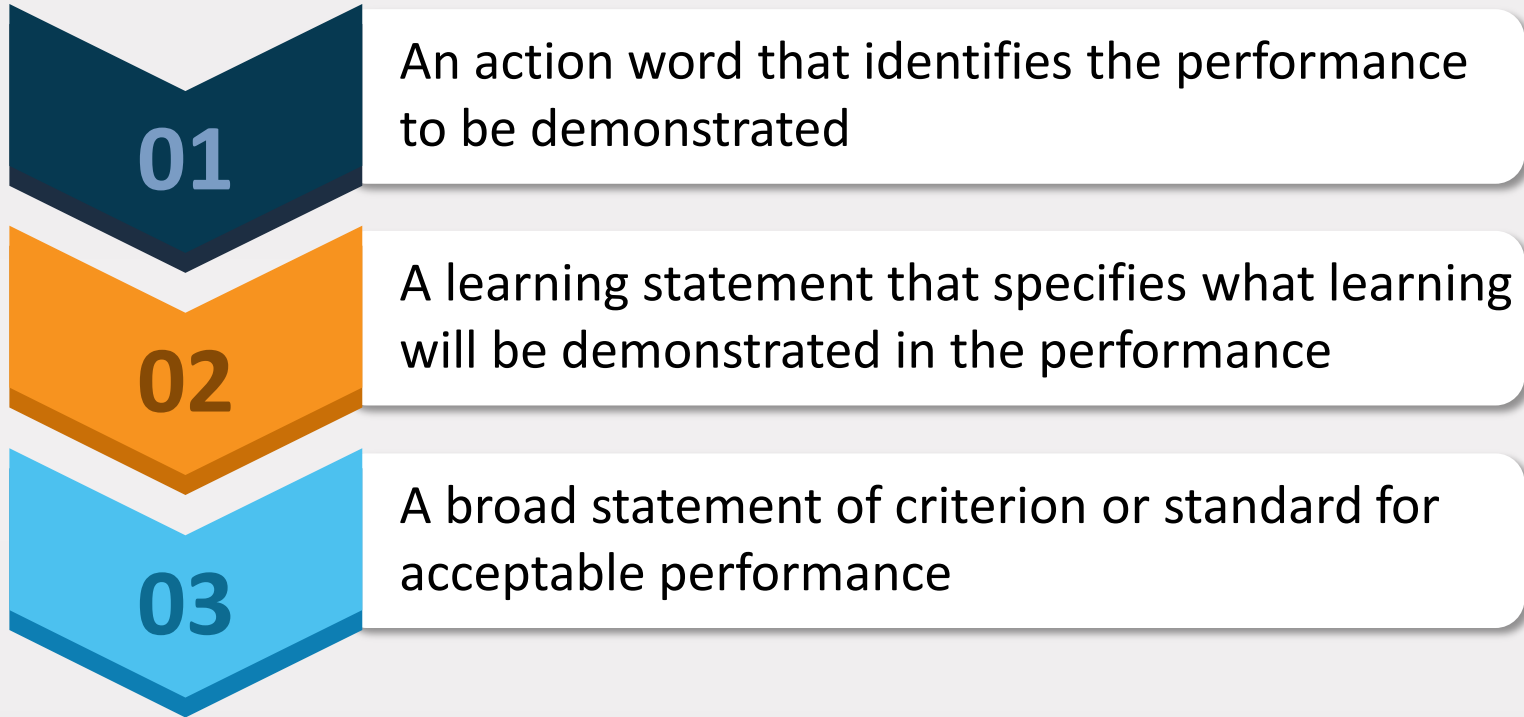 01
An action word that identifies the performance
to be demonstrated
02
A learning statement that specifies what learning
will be demonstrated in the performance
03
A broad statement of criterion or standard for
acceptable performance